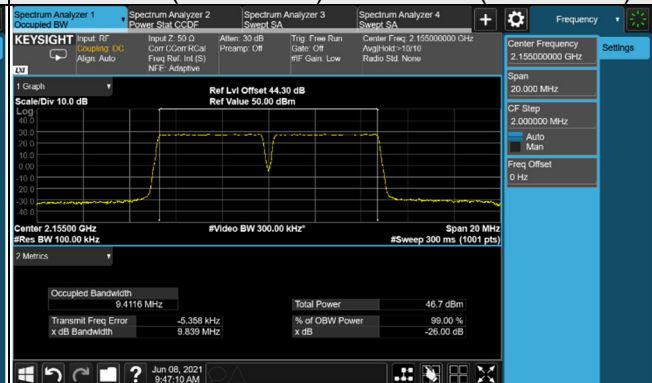 Spectrum Analyzer 1
Occupied BW
Spectrum Analyzer 2
Power Stat CCDF
Spectrum Analyzer 3
Swept SA
Spectrum Analyzer 4
Swept SA
+
Frequency
KEYSIGHT
Input: RF
Coupling: DC
Align: Auto
LXI
Input Z: 50 Ω
Corr CCorr RCal
Freq Ref: Int (S)
NFE: Adaptive
Atten: 30 dB
Preamp: Off
Trig: Free Run
Gate: Off
#IF Gain: Low
Center Freq: 2.155000000 GHz
Avg|Hold:>10/10
Radio Std: None
Center Frequency
2.155000000 GHz
Settings
Span
20.000 MHz
CF Step
2.000000 MHz
Auto
Man
Freq Offset
0 Hz
1 Graph
Scale/Div 10.0 dB
Ref Lvl Offset 44.30 dB
Ref Value 50.00 dBm
Log
40.0
30.0
20.0
10.0
0.00
-10.0
-20.0
-30.0
-40.0
Center 2.15500 GHz
#Res BW 100.00 kHz
#Video BW 300.00 kHz*
Span 20 MHz
#Sweep 300 ms (1001 pts)
2 Metrics
Occupied Bandwidth
9.4116 MHz
Total Power
46.7 dBm
Transmit Freq Error
-5.358 kHz
% of OBW Power
99.00 %
x dB Bandwidth
9.839 MHz
x dB
-26.00 dB
?
Jun 08, 2021
9:47:10 AM